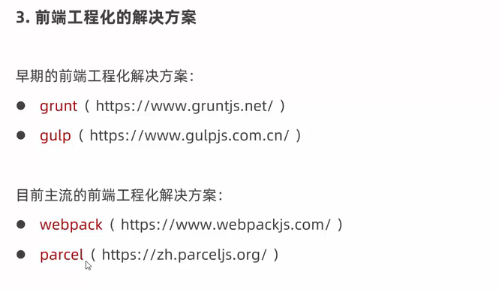 3. 前端工程化的解决方案
早期的前端工程化解决方案：
● grunt（ https://www.gruntjs.net/ ）
● gulp（ https://www.gulpjs.com.cn/ ）
目前主流的前端工程化解决方案：
● webpack（ https://www.webpackjs.com/ ）
● parcel（ https://zh.parceljs.org/ ）